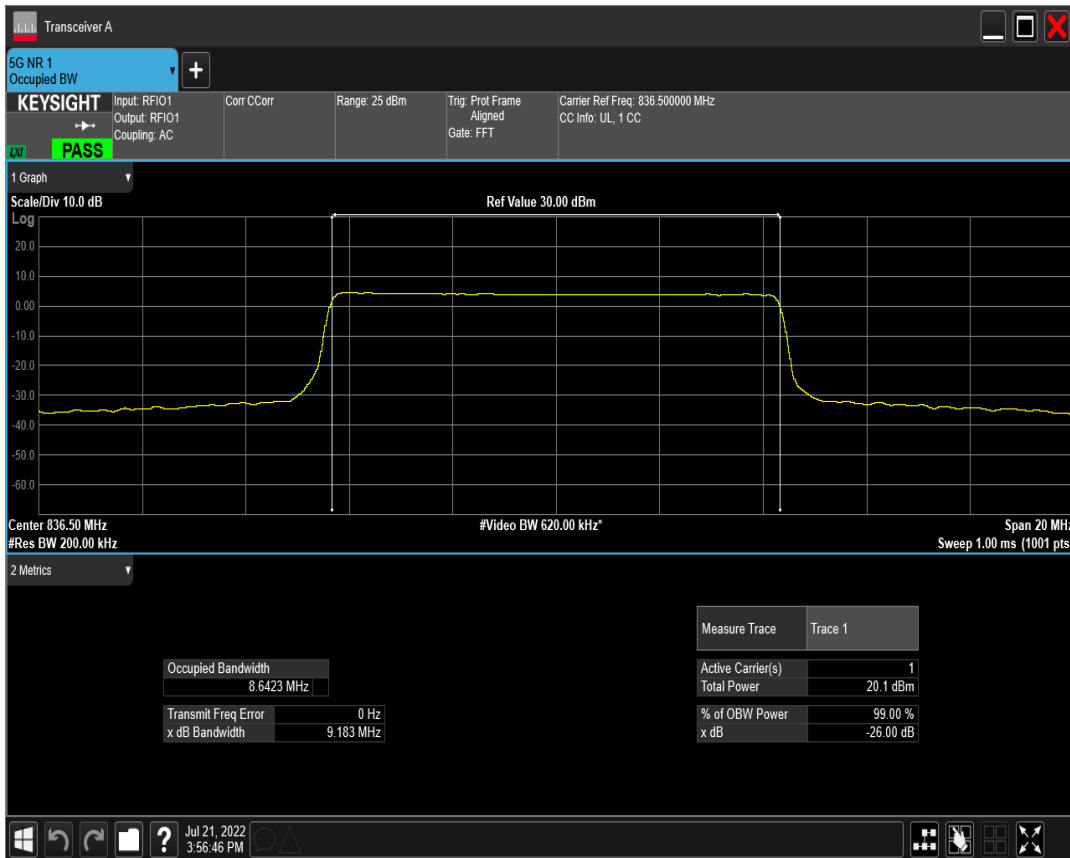 Transceiver A
5G NR 1
Occupied BW
KEYSIGHT
LXI
PASS
Input: RFIO1
Output: RFIO1
Coupling: AC
Corr CCorr
Range: 25 dBm
Trig: Prot Frame
Aligned
Gate: FFT
Carrier Ref Freq: 836.500000 MHz
CC Info: UL, 1 CC
1 Graph
Scale/Div 10.0 dB
Ref Value 30.00 dBm
Log
20.0
10.0
0.00
-10.0
-20.0
-30.0
-40.0
-50.0
-60.0
Center 836.50 MHz
#Video BW 620.00 kHz*
Span 20 MHz
#Res BW 200.00 kHz
Sweep 1.00 ms (1001 pts
2 Metrics
Measure Trace Trace 1
Occupied Bandwidth
8.6423 MHz
Active Carrier(s) 1
Total Power 20.1 dBm
Transmit Freq Error 0 Hz
x dB Bandwidth 9.183 MHz
% of OBW Power 99.00 %
x dB -26.00 dB
?
Jul 21, 2022
3:56:46 PM